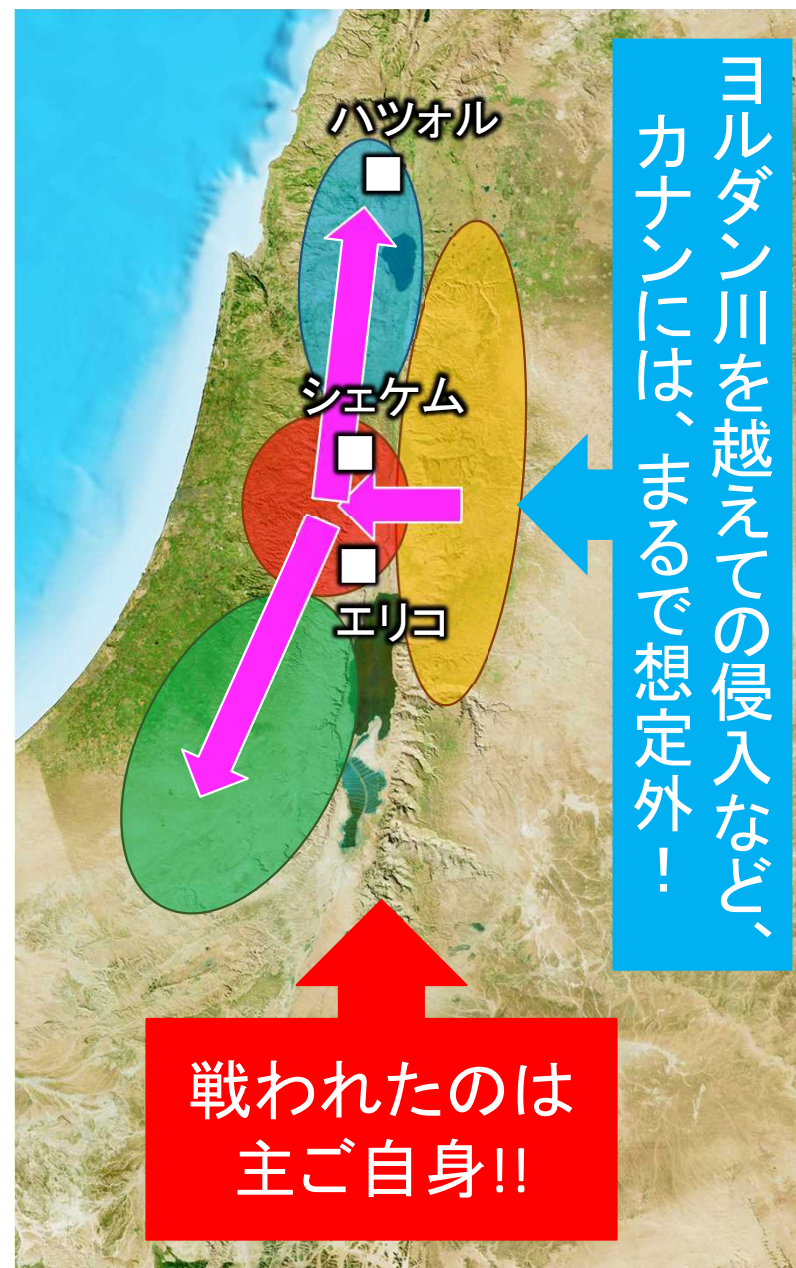 ハツォル
シェケム
エリコ
ヨルダン川を越えての侵入など、
カナンには、まるで想定外！
戦われたのは
主ご自身!!